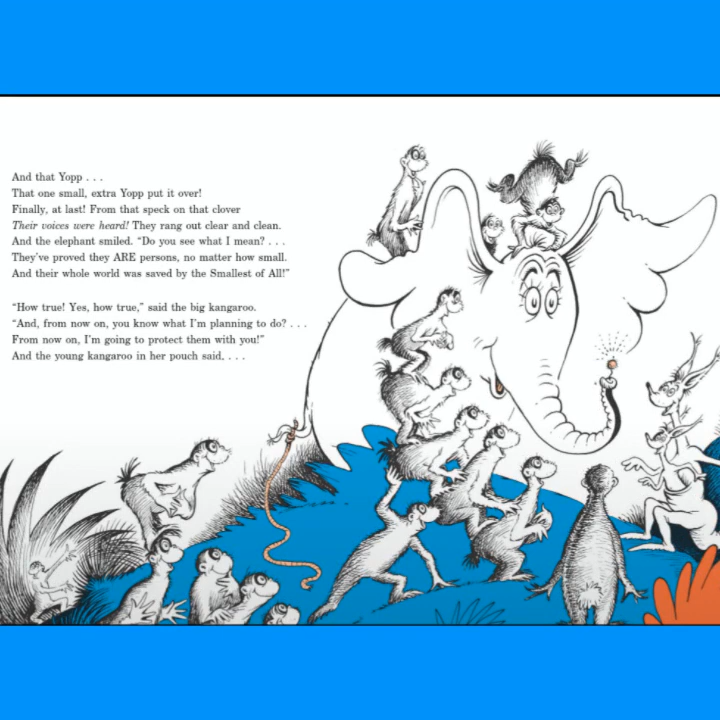 And that Yopp . . .
That one small, extra Yopp put it over!
Finally, at last! From that speck on that clover
Their voices were heard! They rang out clear and clean.
And the elephant smiled. “Do you see what I mean? . . .
They’ve proved they ARE persons, no matter how small.
And their whole world was saved by the Smallest of All!”
“How true! Yes, how true,” said the big kangaroo.
“And, from now on, you know what I’m planning to do? . . .
From now on, I’m going to protect them with you!”
And the young kangaroo in her pouch said, . . .